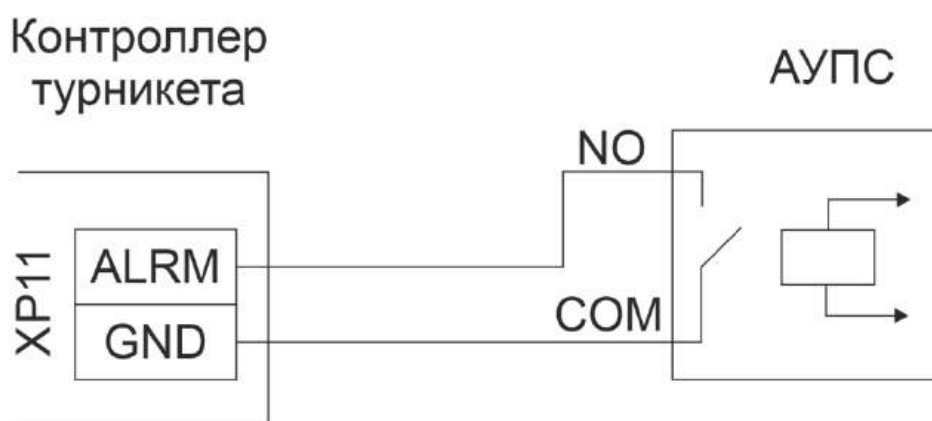 Контроллер
турникета
АУПС
NO
XP11
ALRM
GND
COM